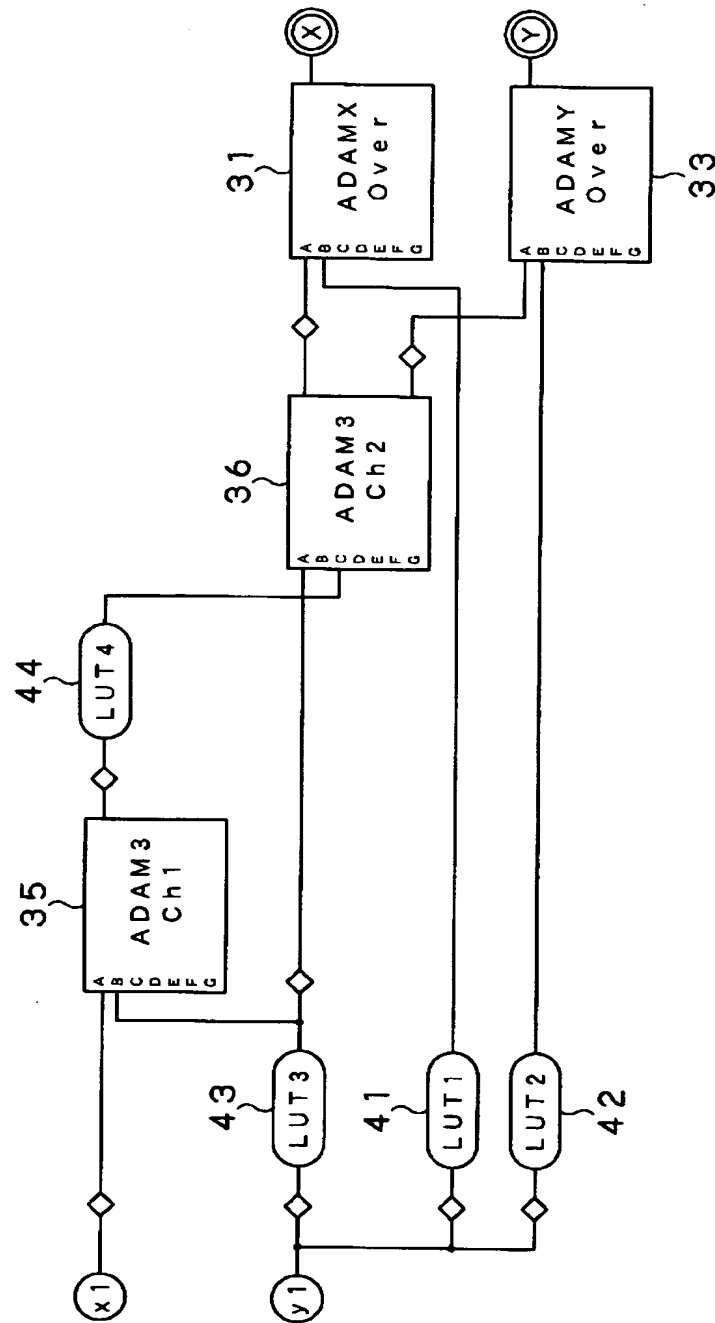 x1
35
A
B
C
D
E
F
G
ADAM3
Ch1
44
LUT4
y1
43
LUT3
36
A
B
C
D
E
F
G
ADAM3
Ch2
31
A
B
C
D
E
F
G
ADAMX
Over
X
41
LUT1
42
LUT2
A
B
C
D
E
F
G
ADAMY
Over
33
Y